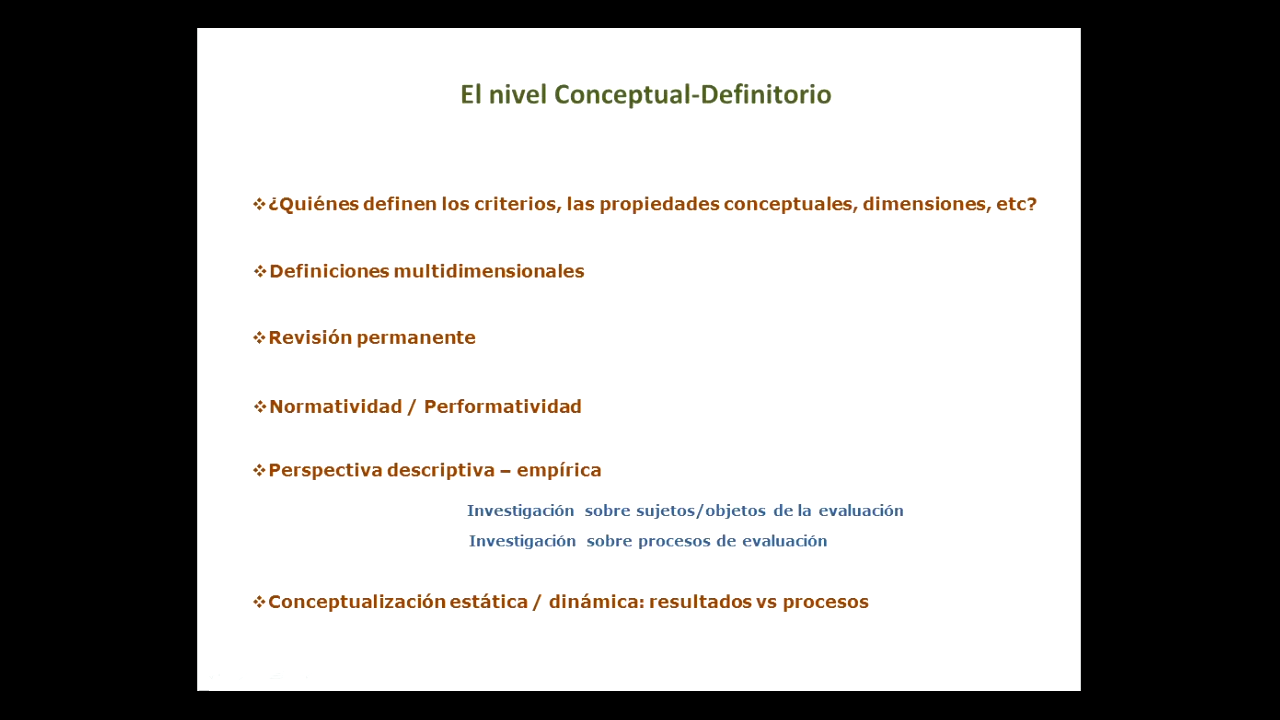 El nivel Conceptual-Definitorio
❖¿Quiénes definen los criterios, las propiedades conceptuales, dimensiones, etc?
❖Definiciones multidimensionales
❖Revisión permanente
❖Normatividad / Performatividad
❖Perspectiva descriptiva – empírica
Investigación sobre sujetos/objetos de la evaluación
Investigación sobre procesos de evaluación
❖Conceptualización estática / dinámica: resultados vs procesos